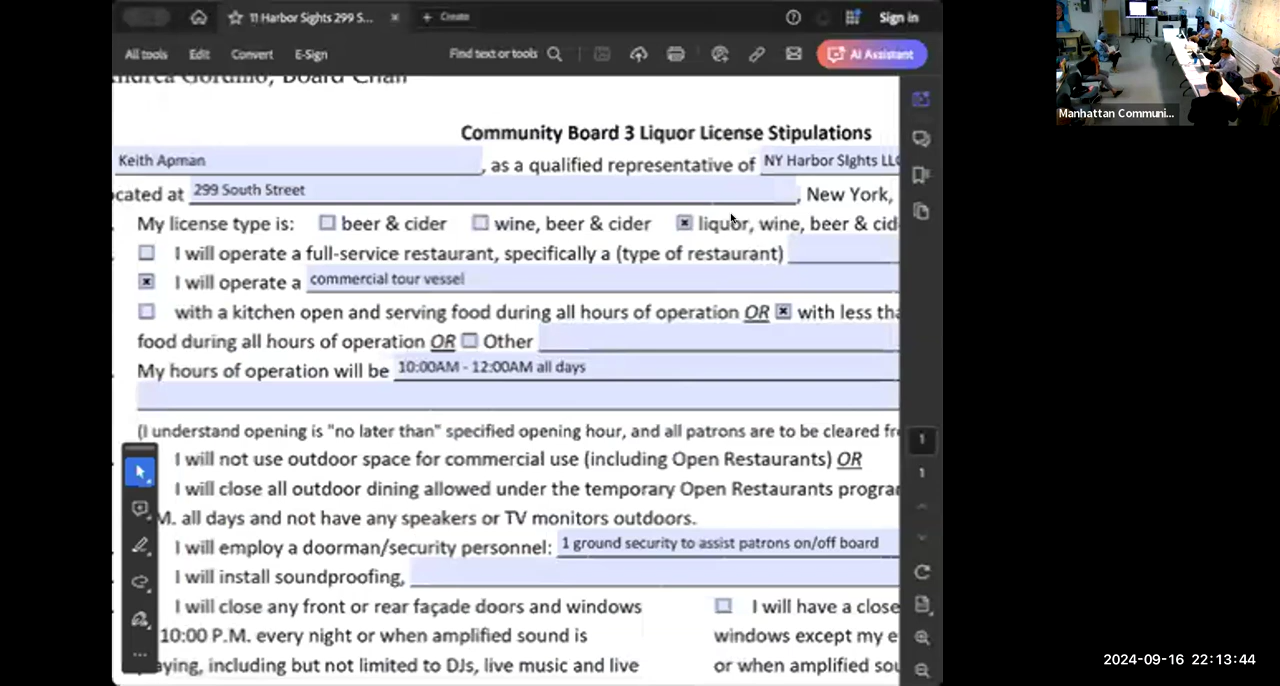 11 Harbor Sights 299 S...
Create
Sign in
All tools
Edit
Convert
E-Sign
Find text or tools
AI Assistant
Andrea Gordillo, Board Chair
Community Board 3 Liquor License Stipulations
Keith Apman, as a qualified representative of NY Harbor SIghts LLC
ocated at 299 South Street, New York,
My license type is: beer & cider wine, beer & cider liquor, wine, beer & cid
I will operate a full-service restaurant, specifically a (type of restaurant)
I will operate a commercial tour vessel
with a kitchen open and serving food during all hours of operation OR with less tha
food during all hours of operation OR Other
My hours of operation will be 10:00AM - 12:00AM all days
(I understand opening is "no later than" specified opening hour, and all patrons are to be cleared fr
I will not use outdoor space for commercial use (including Open Restaurants) OR
I will close all outdoor dining allowed under the temporary Open Restaurants progra
M. all days and not have any speakers or TV monitors outdoors.
I will employ a doorman/security personnel: 1 ground security to assist patrons on/off board
I will install soundproofing,
I will close any front or rear façade doors and windows
10:00 P.M. every night or when amplified sound is
aying, including but not limited to DJs, live music and live
I will have a close
windows except my e
or when amplified sou
1
1
Manhattan Communi...
2024-09-16 22:13:44